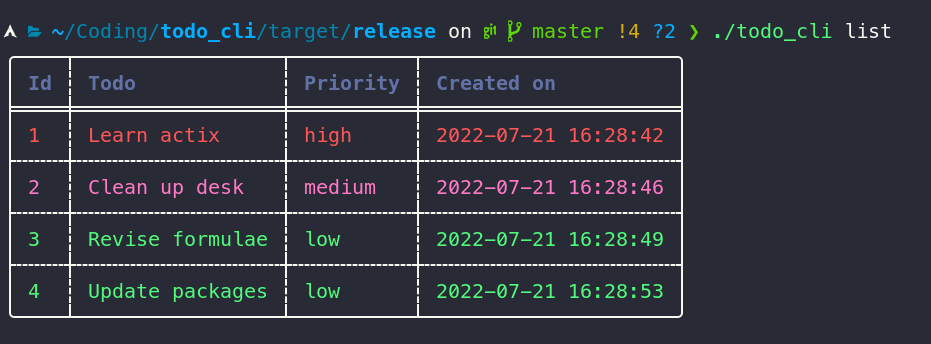 ~/Coding/todo_cli/target/release on git master !4 ?2 ❯ ./todo_cli list
Id Todo Priority Created on
1 Learn actix high 2022-07-21 16:28:42
2 Clean up desk medium 2022-07-21 16:28:46
3 Revise formulae low 2022-07-21 16:28:49
4 Update packages low 2022-07-21 16:28:53